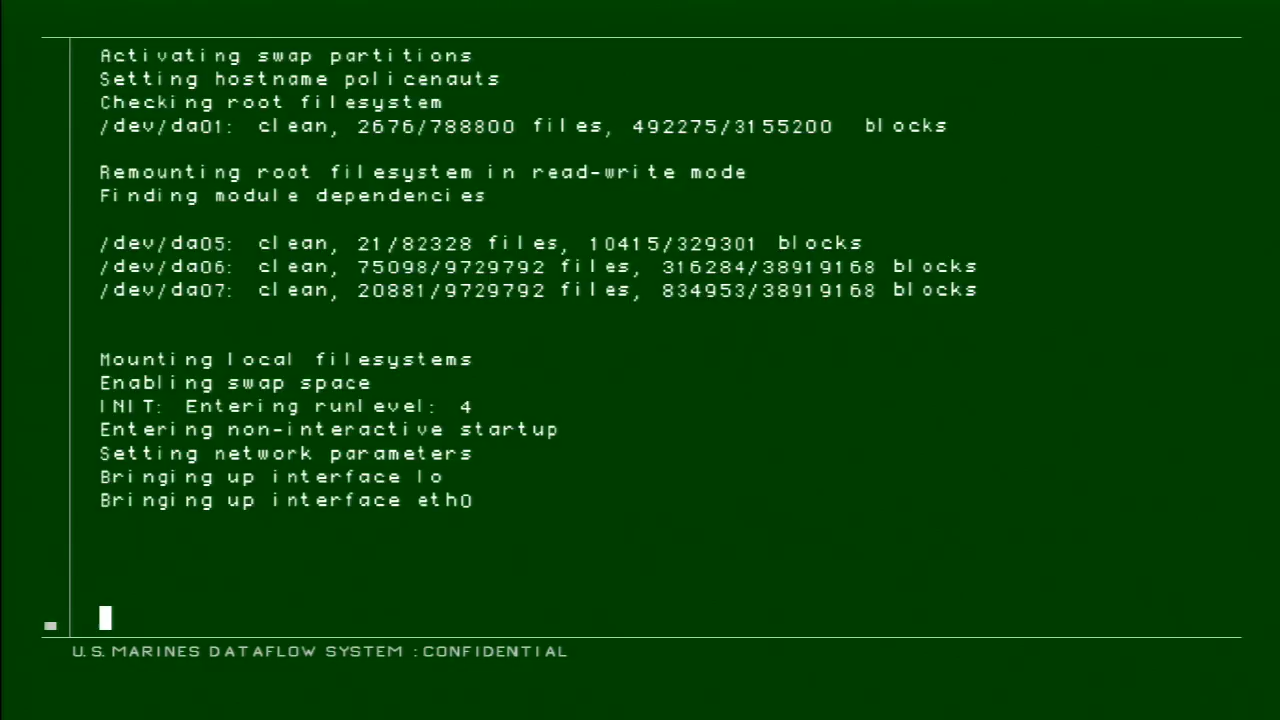 Activating swap partitions
Setting hostname policenauts
Checking root filesystem
/dev/da01: clean, 2676/788800 files, 492275/3155200 blocks
Remounting root filesystem in read-write mode
Finding module dependencies
/dev/da05: clean, 21/82328 files, 10415/329301 blocks
/dev/da06: clean, 75098/9729792 files, 316284/38919168 blocks
/dev/da07: clean, 20881/9729792 files, 834953/38919168 blocks
Mounting local filesystems
Enabling swap space
INIT: Entering runlevel: 4
Entering non-interactive startup
Setting network parameters
Bringing up interface lo
Bringing up interface eth0
U.S.MARINES DATAFLOW SYSTEM :CONFIDENTIAL